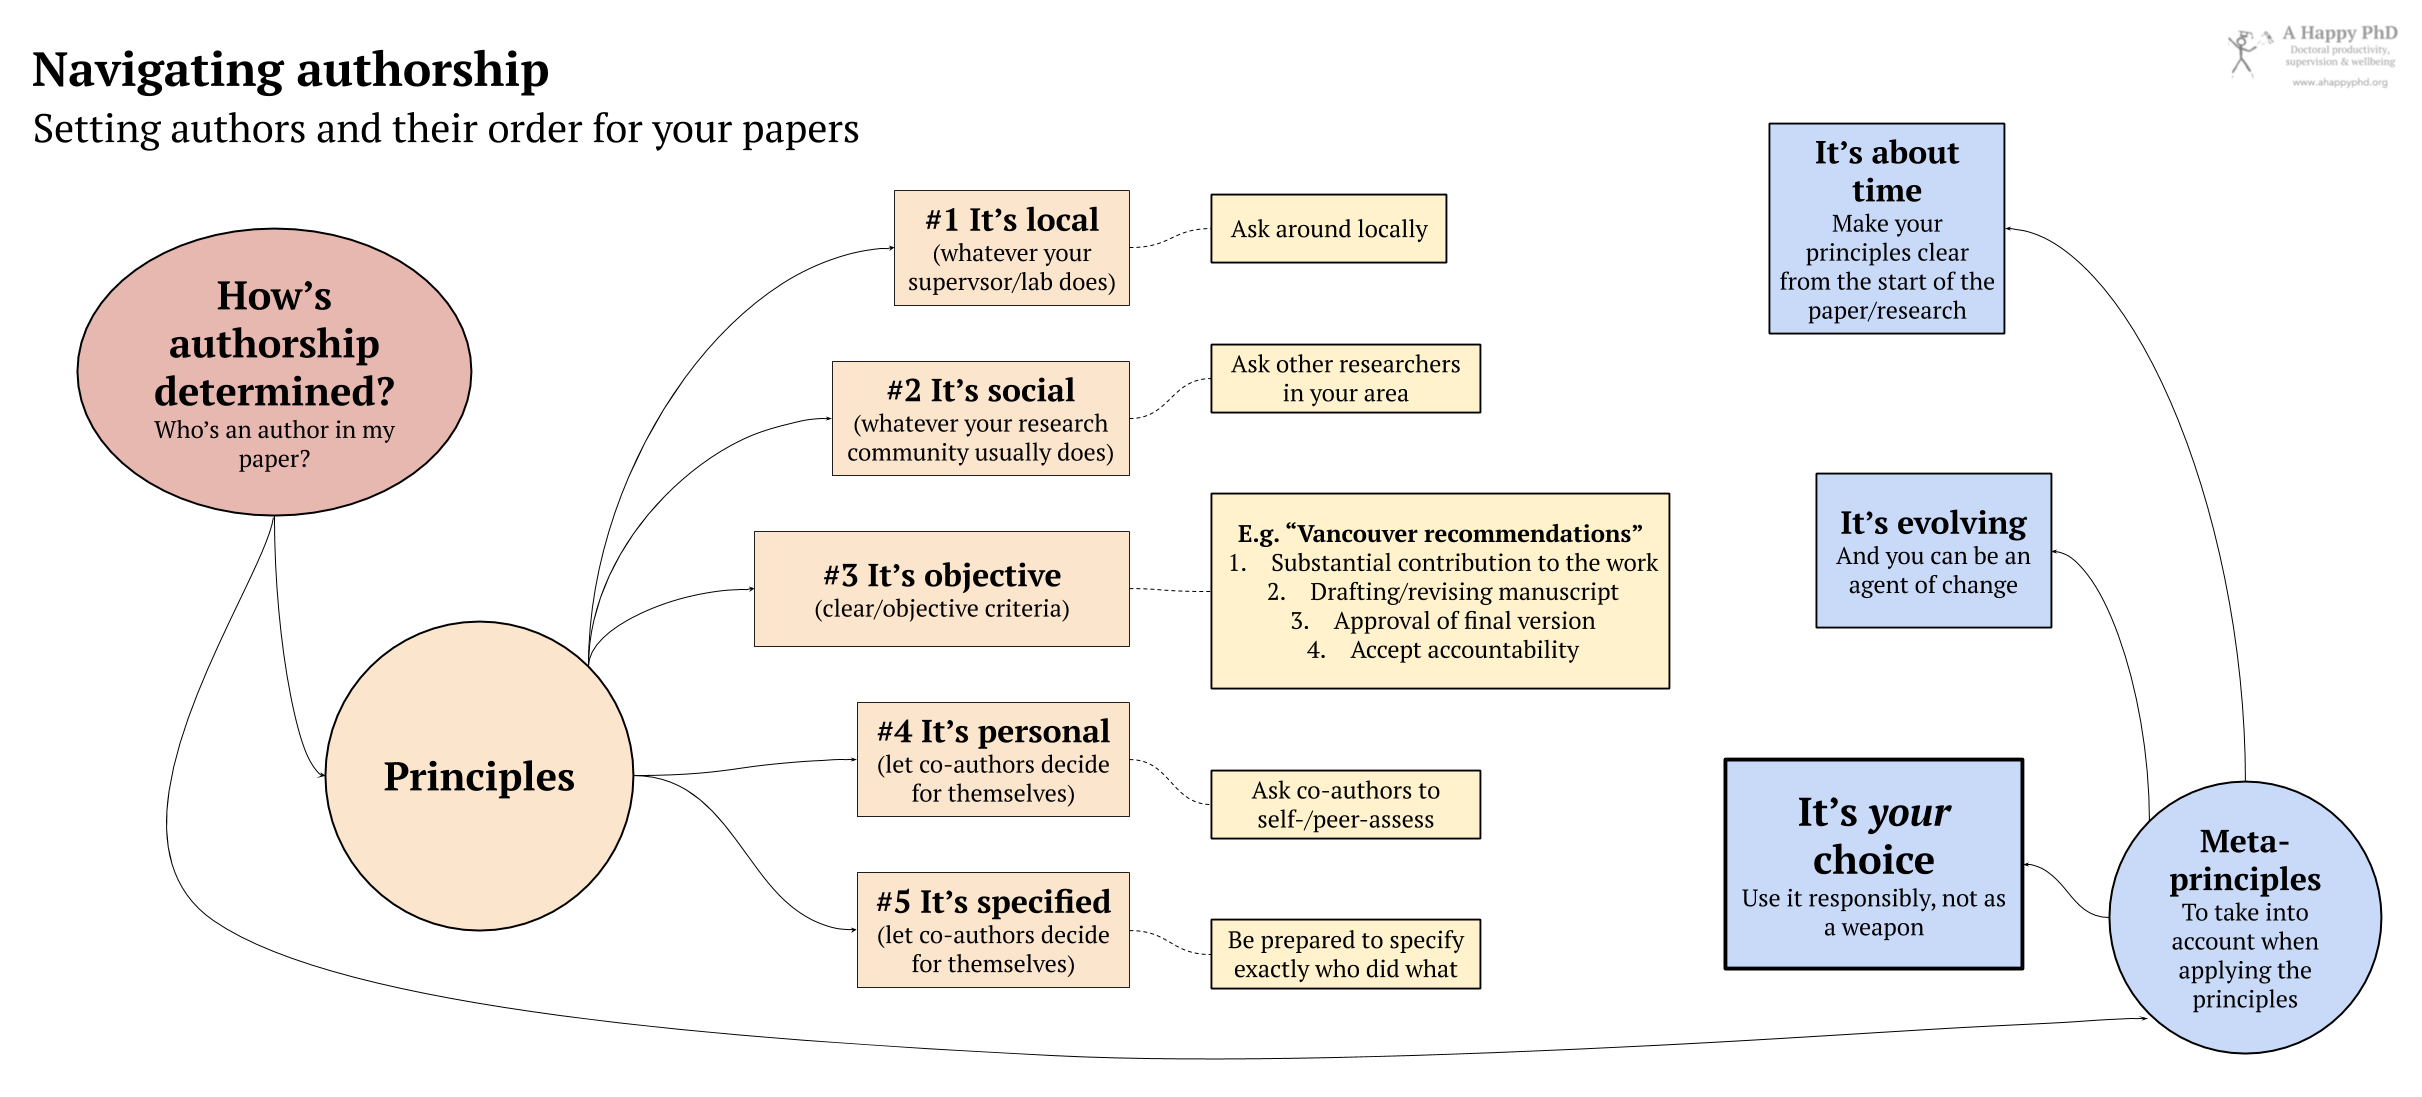 Navigating authorship
Setting authors and their order for your papers
A Happy PhD
Doctoral productivity,
supervision & wellbeing
www.ahappyphd.org
How’s
authorship
determined?
Who’s an author in my
paper?
Principles
#1 It’s local
(whatever your
supervsor/lab does)
Ask around locally
#2 It’s social
(whatever your research
community usually does)
Ask other researchers
in your area
#3 It’s objective
(clear/objective criteria)
E.g. “Vancouver recommendations”
1. Substantial contribution to the work
2. Drafting/revising manuscript
3. Approval of final version
4. Accept accountability
#4 It’s personal
(let co-authors decide
for themselves)
Ask co-authors to
self-/peer-assess
#5 It’s specified
(let co-authors decide
for themselves)
Be prepared to specify
exactly who did what
It’s about
time
Make your
principles clear
from the start of the
paper/research
It’s evolving
And you can be an
agent of change
It’s your
choice
Use it responsibly, not as
a weapon
Meta-
principles
To take into
account when
applying the
principles